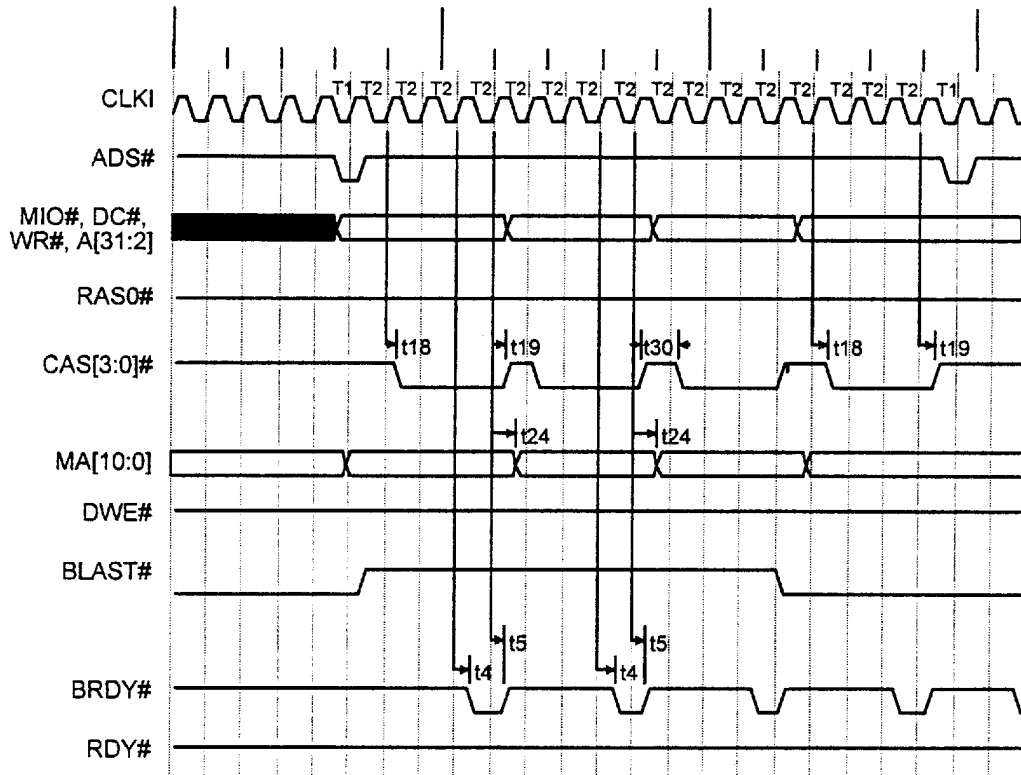 T1 T2 T2 T2 T2 T2 T2 T2 T2 T2 T2 T2 T2 T2 T2 T2 T2 T1
CLKI
ADS#
MIO#, DC#,
WR#, A[31:2]
RAS0#
t18 t19 t30 t18 t19
CAS[3:0]#
t24 t24
MA[10:0]
DWE#
BLAST#
t5 t5
t4 t4
BRDY#
RDY#